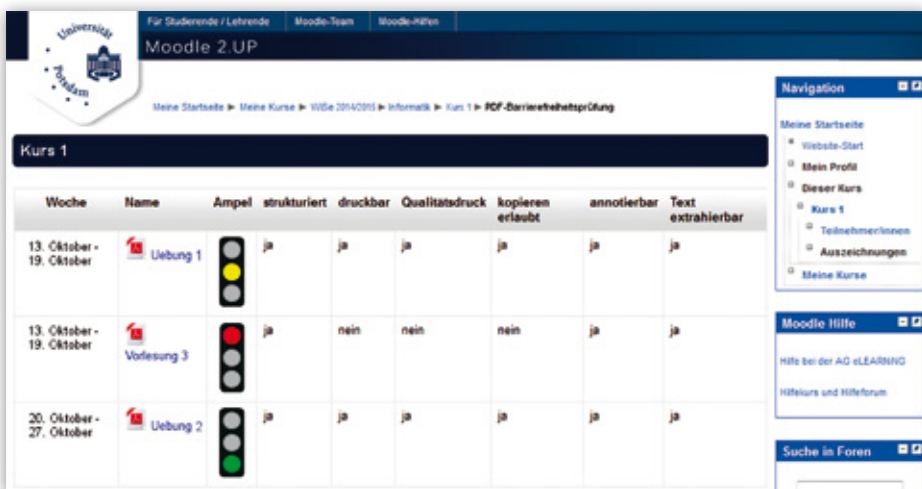 Universität
Potsdam
Für Studierende / Lehrende Moodle-Team Moodle-Hilfen
Moodle 2.UP
Meine Startseite ► Meine Kurse ► WiSe 2014/2015 ► Informatik ► Kurs 1 ► PDF-Barrierefreiheitsprüfung
Kurs 1
Woche Name Ampel strukturiert druckbar Qualitätsdruck kopieren erlaubt annotierbar Text extrahierbar
13. Oktober - 19. Oktober Uebung 1 ja ja ja ja ja ja
13. Oktober - 19. Oktober Vorlesung 3 ja nein nein nein ja ja
20. Oktober - 27. Oktober Uebung 2 ja ja ja ja ja ja
Navigation
Meine Startseite
Website-Start
Mein Profil
Dieser Kurs
Kurs 1
Teilnehmer/innen
Auszeichnungen
Meine Kurse
Moodle Hilfe
Hilfe bei der AG eLEARNING
Hilfekurs und Hilfeforum
Suche in Foren